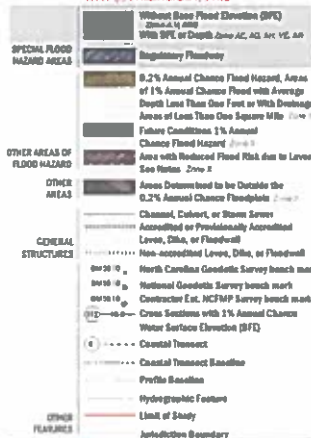 Without Base Flood Elevation (BFE)
With BFE or Depth Zone AE, AO, AH, VE, AR
SPECIAL FLOOD
HAZARD AREAS
Regulatory Floodway
0.2% Annual Chance Flood Hazard, Areas
of 1% Annual Chance Flood with Average
Depth Less Than One Foot or With Drainage
Areas of Less Than One Square Mile
Future Conditions 1% Annual
Chance Flood Hazard Zone X
OTHER AREAS OF
FLOOD HAZARD
Area with Reduced Flood Risk due to Levee
See Notes Zone X
OTHER
AREAS
Areas Determined to be Outside the
0.2% Annual Chance Floodplain
GENERAL
STRUCTURES
Channel, Culvert, or Storm Sewer
Accredited or Provisionally Accredited
Levee, Dike, or Floodwall
Non-accredited Levee, Dike, or Floodwall
North Carolina Geodetic Survey bench mark
National Geodetic Survey bench mark
Contractor Est. NCFMP Survey bench mark
Cross Sections with 1% Annual Chance
Water Surface Elevation (BFE)
Coastal Transect
Coastal Transect Baseline
Profile Baseline
Hydrographic Feature
OTHER
FEATURES
Limit of Study
Jurisdiction Boundary